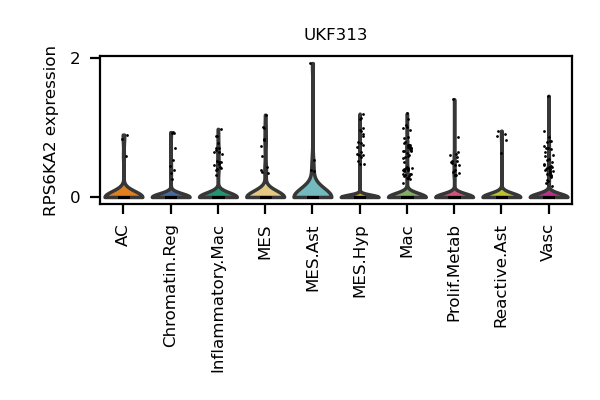 UKF313
RPS6KA2 expression
2
0
AC
Chromatin.Reg
Inflammatory.Mac
MES
MES.Ast
MES.Hyp
Mac
Prolif.Metab
Reactive.Ast
Vasc